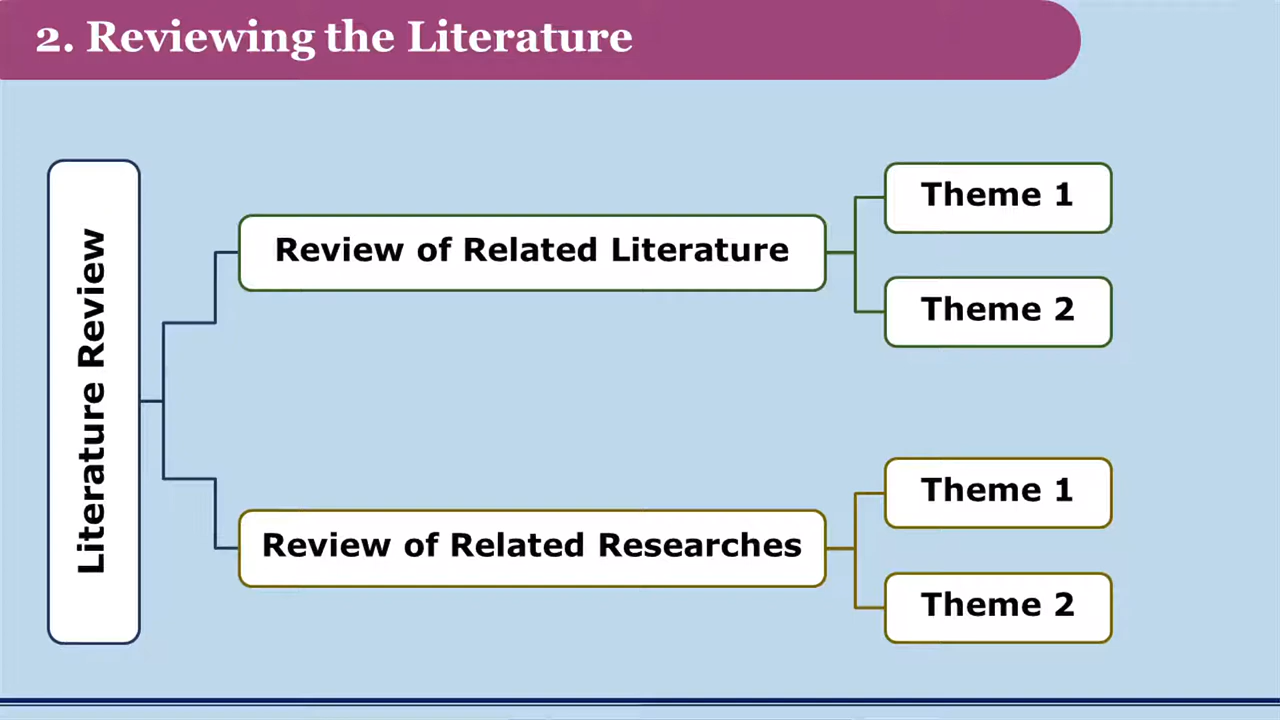 2. Reviewing the Literature
Literature Review
Review of Related Literature
Theme 1
Theme 2
Review of Related Researches
Theme 1
Theme 2